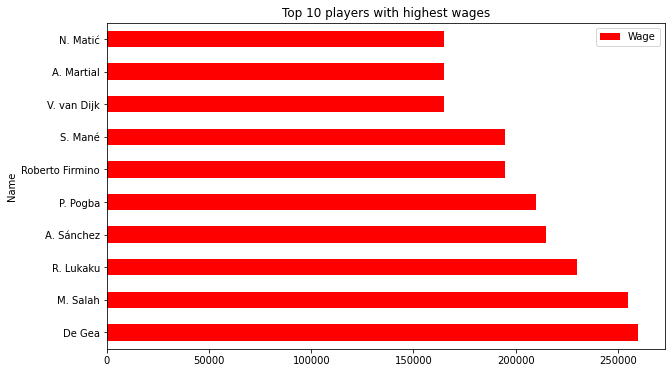 Top 10 players with highest wages
Wage
Name
N. Matić
A. Martial
V. van Dijk
S. Mané
Roberto Firmino
P. Pogba
A. Sánchez
R. Lukaku
M. Salah
De Gea
0 50000 100000 150000 200000 250000